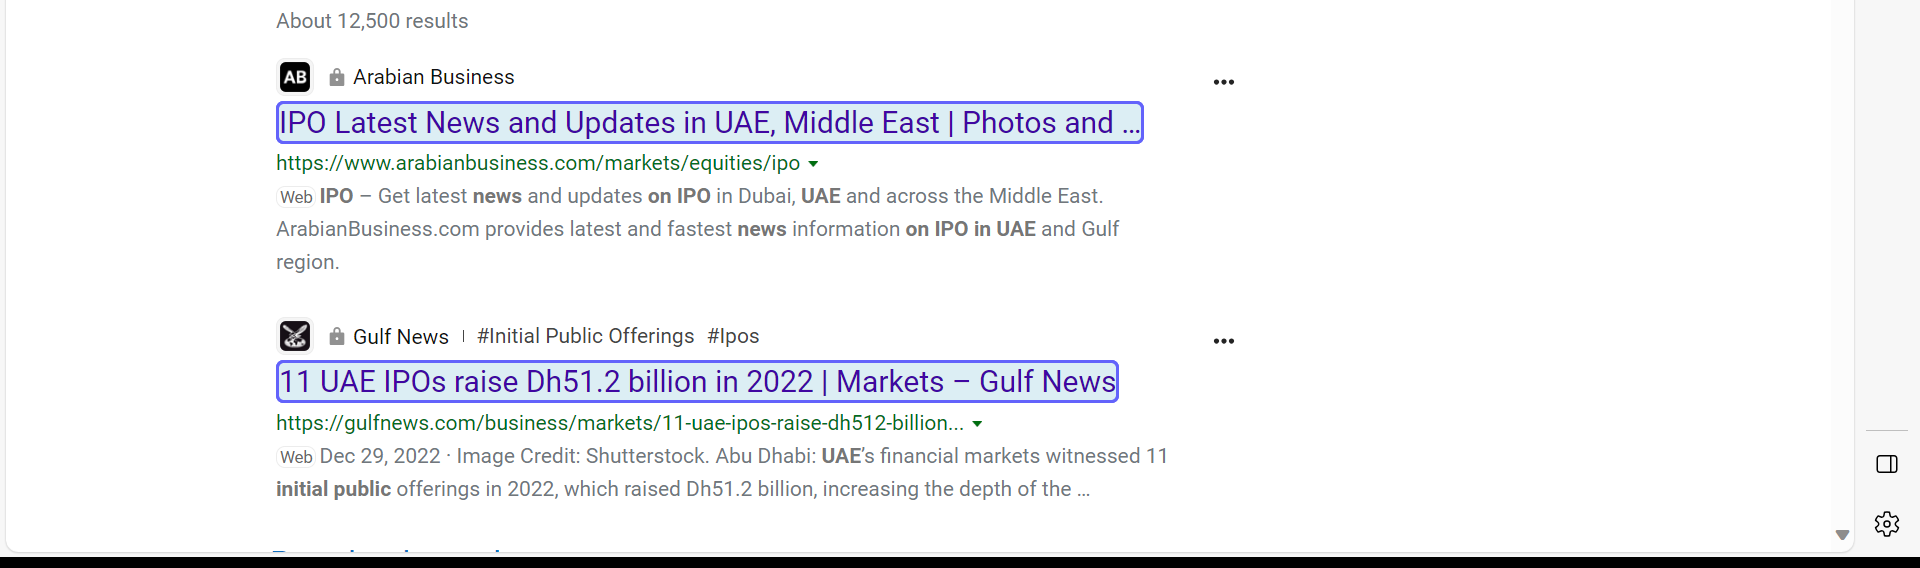 About 12,500 results
AB Arabian Business
IPO Latest News and Updates in UAE, Middle East | Photos and ...
https://www.arabianbusiness.com/markets/equities/ipo
Web IPO – Get latest news and updates on IPO in Dubai, UAE and across the Middle East.
ArabianBusiness.com provides latest and fastest news information on IPO in UAE and Gulf
region.
Gulf News | #Initial Public Offerings #Ipos
11 UAE IPOs raise Dh51.2 billion in 2022 | Markets – Gulf News
https://gulfnews.com/business/markets/11-uae-ipos-raise-dh512-billion...
Web Dec 29, 2022 · Image Credit: Shutterstock. Abu Dhabi: UAE’s financial markets witnessed 11
initial public offerings in 2022, which raised Dh51.2 billion, increasing the depth of the ...